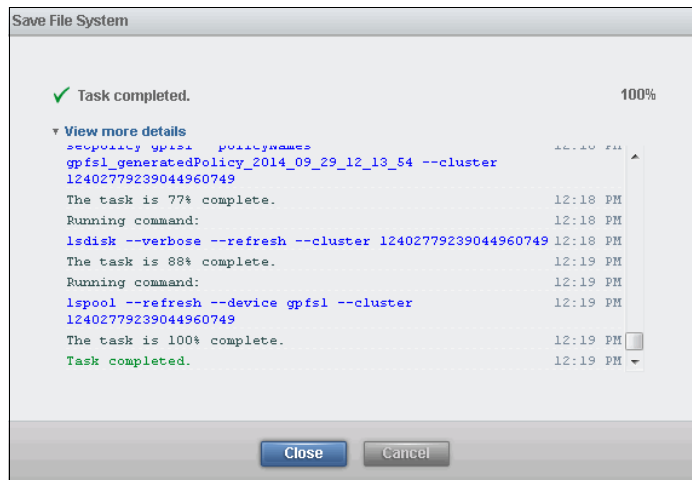 Save File System
Task completed.
100%
View more details
gpfs1_generatedPolicy_2014_09_29_12_13_54 --cluster
12402779239044960749
The task is 77% complete. 12:18 PM
Running command: 12:18 PM
lsdisk --verbose --refresh --cluster 12402779239044960749 12:18 PM
The task is 88% complete. 12:19 PM
Running command: 12:19 PM
lspool --refresh --device gpfs1 --cluster 12:19 PM
12402779239044960749
The task is 100% complete. 12:19 PM
Task completed. 12:19 PM
Close
Cancel